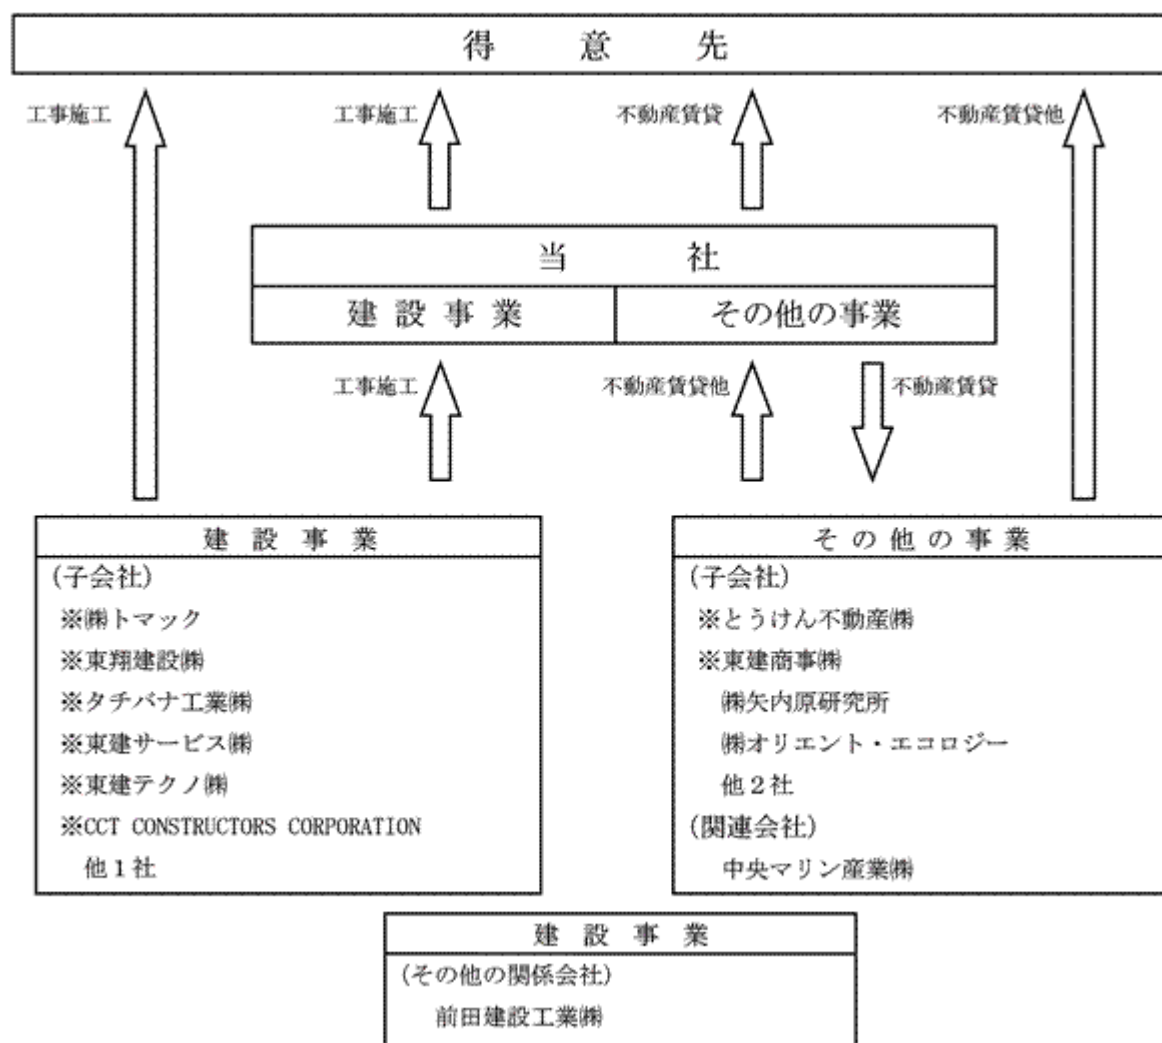 得意先
工事施工
工事施工
不動産賃貸
不動産賃貸他
当社
建設事業
その他の事業
工事施工
不動産賃貸他
不動産賃貸
建設事業
(子会社)
※㈱トマック
※東翔建設㈱
※タチバナ工業㈱
※東建サービス㈱
※東建テクノ㈱
※CCT CONSTRUCTORS CORPORATION
他1社
その他の事業
(子会社)
※とうけん不動産㈱
※東建商事㈱
㈱矢内原研究所
㈱オリエント・エコロジー
他2社
(関連会社)
中央マリン産業㈱
建設事業
(その他の関係会社)
前田建設工業㈱